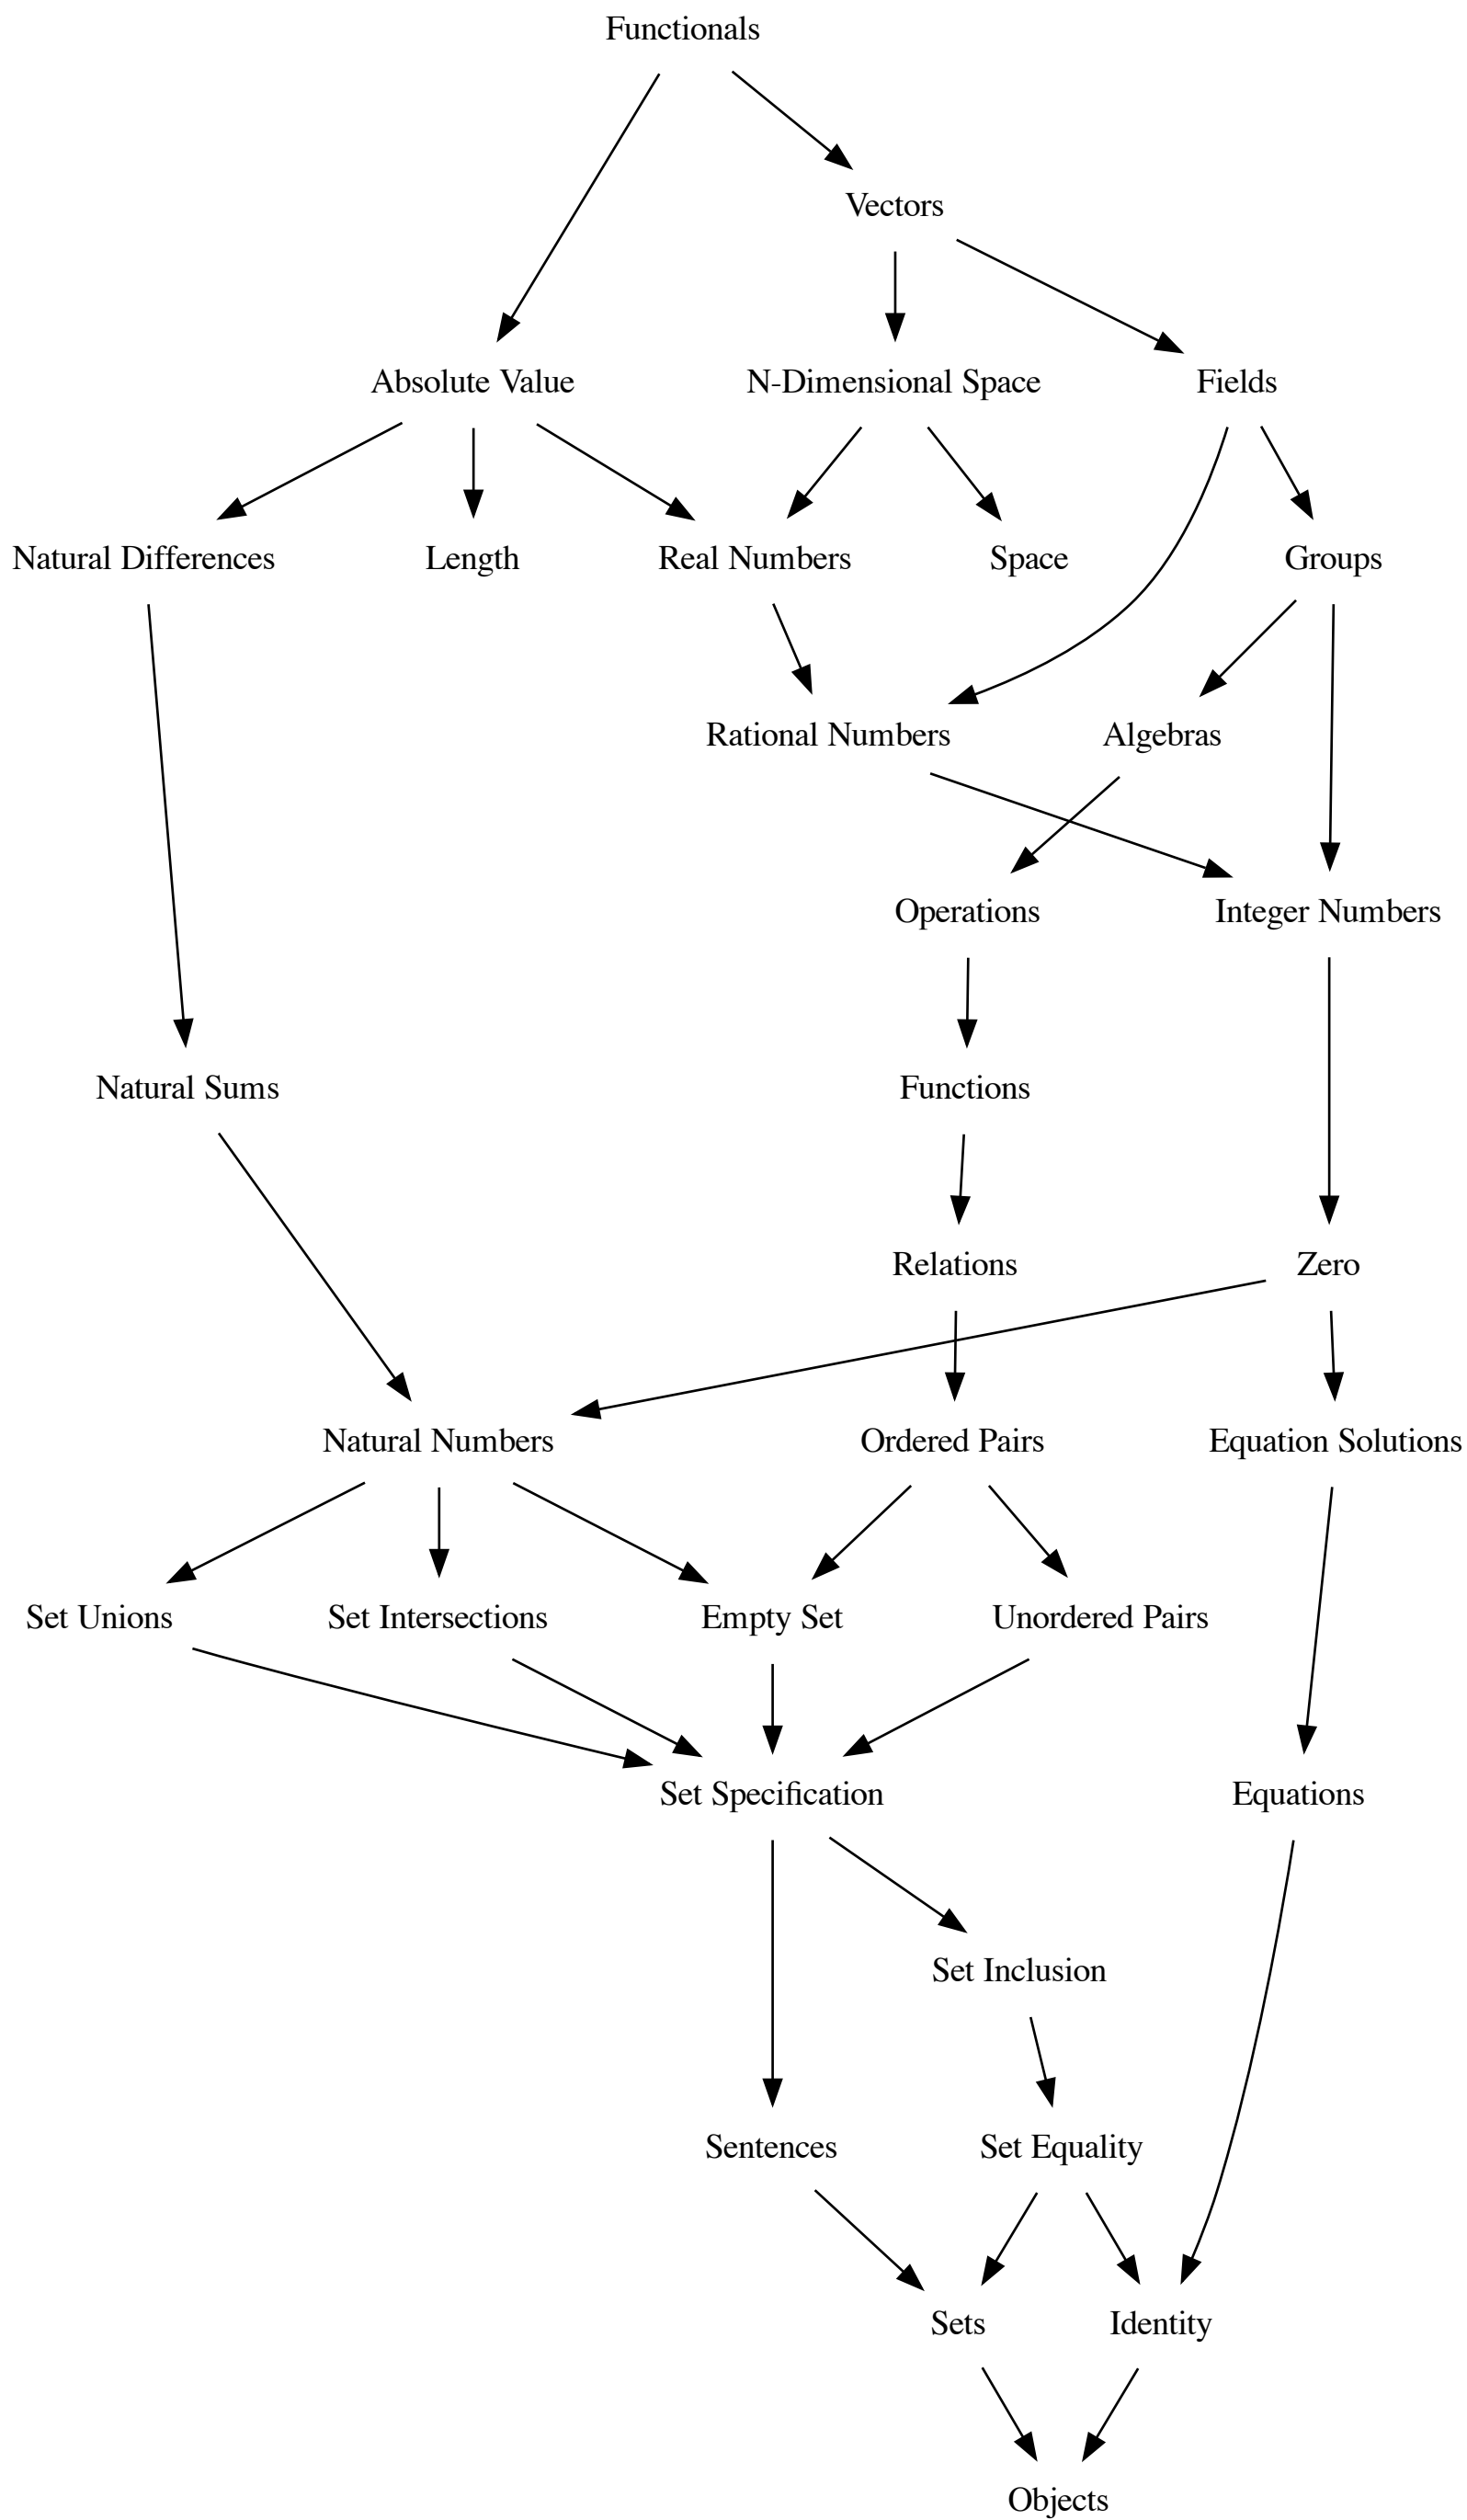 Functionals
Vectors
Absolute Value
N-Dimensional Space
Fields
Natural Differences
Length
Real Numbers
Space
Groups
Rational Numbers
Algebras
Operations
Integer Numbers
Natural Sums
Functions
Relations
Zero
Natural Numbers
Ordered Pairs
Equation Solutions
Set Unions
Set Intersections
Empty Set
Unordered Pairs
Set Specification
Equations
Set Inclusion
Sentences
Set Equality
Sets
Identity
Objects